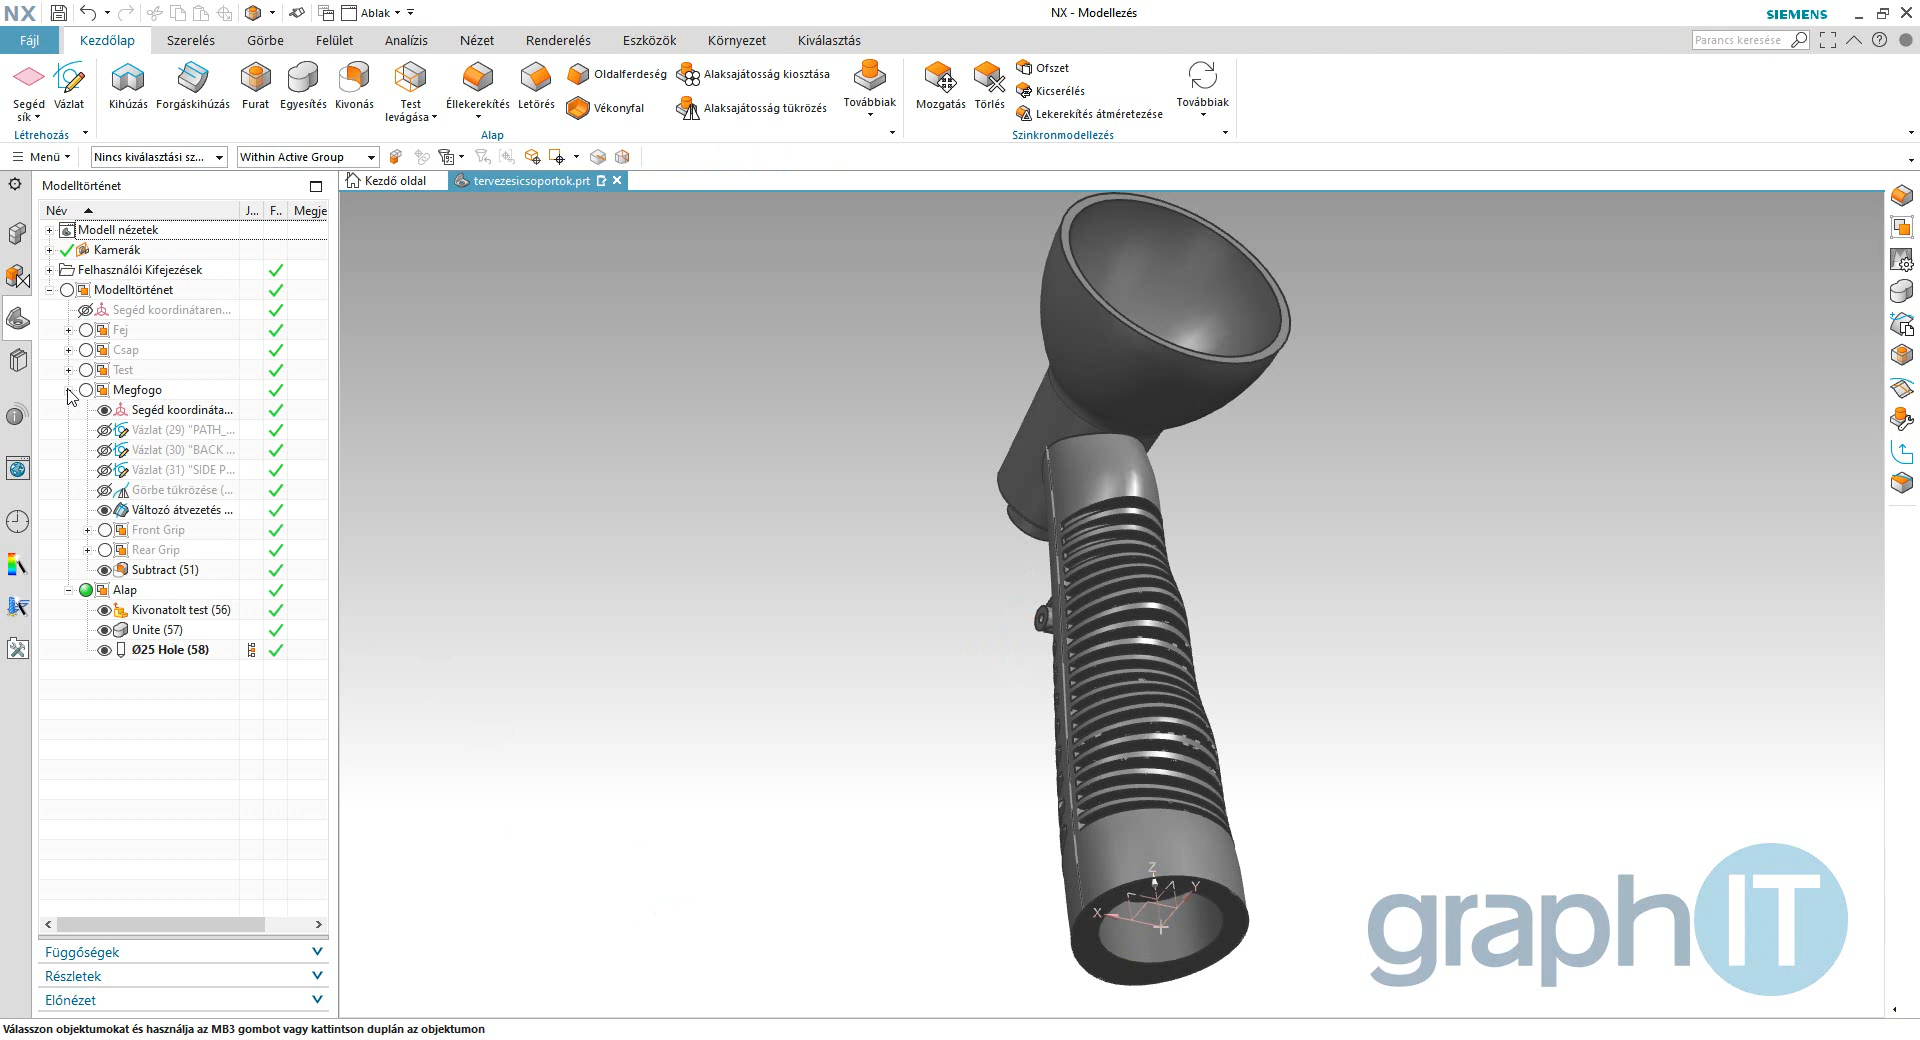 NX
Ablak
NX - Modellezés
SIEMENS
Fájl
Kezdőlap
Szerelés
Görbe
Felület
Analízis
Nézet
Renderelés
Eszközök
Környezet
Kiválasztás
Parancs keresése
Segéd
sík
Vázlat
Kihúzás
Forgáskihúzás
Furat
Egyesítés
Kivonás
Test
levágása
Éllekerekítés
Letörés
Oldalferdeség
Vékonyfal
Alaksajátosság kiosztása
Alaksajátosság tükrözés
Továbbiak
Mozgatás
Törlés
Ofszet
Kicserélés
Lekerekítés átméretezése
Továbbiak
Létrehozás
Alap
Szinkronmodellezés
Menü
Nincs kiválasztási sz...
Within Active Group
Modelltörténet
Kezdő oldal
tervezesicsoportok.prt
Név
J...
F..
Megje
Modell nézetek
Kamerák
Felhasználói Kifejezések
Modelltörténet
Segéd koordinátaren...
Fej
Csap
Test
Megfogo
Segéd koordináta...
Vázlat (29) "PATH_...
Vázlat (30) "BACK ...
Vázlat (31) "SIDE P...
Görbe tükrözése (...
Változó átvezetés ...
Front Grip
Rear Grip
Subtract (51)
Alap
Kivonatolt test (56)
Unite (57)
Ø25 Hole (58)
Függőségek
Részletek
Előnézet
Z
Y
X
graphIT
Válasszon objektumokat és használja az MB3 gombot vagy kattintson duplán az objektumon